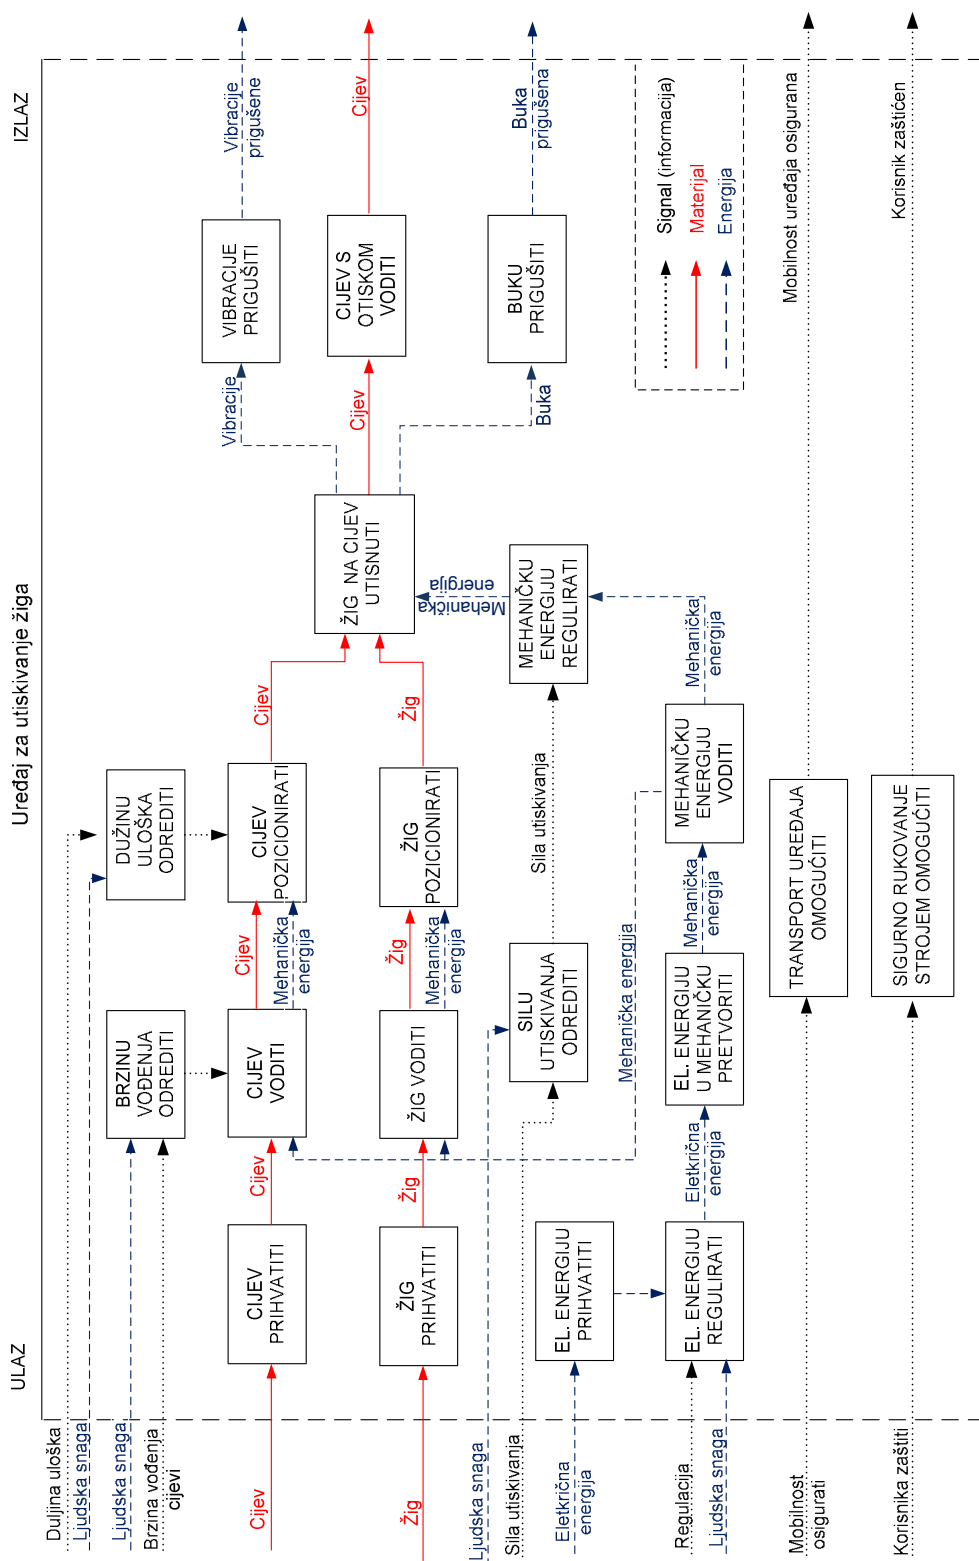 Uređaj za utiskivanje žiga
ULAZ
IZLAZ
Duljina uloška
Ljudska snaga
Ljudska snaga
Brzina vođenja
cijevi
DUŽINU
ULOŠKA
ODREDITI
BRZINU
VOĐENJA
ODREDITI
Cijev
CIJEV
PRIHVATITI
Cijev
CIJEV
VODITI
Cijev
Mehanička
energija
CIJEV
POZICIONIRATI
Cijev
Žig
ŽIG
PRIHVATITI
Žig
ŽIG VODITI
Žig
Mehanička
energija
ŽIG
POZICIONIRATI
Žig
ŽIG NA CIJEV
UTISNUTI
Vibracije
VIBRACIJE
PRIGUŠITI
Vibracije
prigušene
Cijev
CIJEV S
OTISKOM
VODITI
Cijev
Buka
BUKU
PRIGUŠITI
Buka
prigušena
Ljudska snaga
Sila utiskivanja
SILU
UTISKIVANJA
ODREDITI
Sila utiskivanja
MEHANIČKU
ENERGIJU
REGULIRATI
Mehanička
energija
Eletkrična
energija
EL. ENERGIJU
PRIHVATITI
Regulacija
Ljudska snaga
EL. ENERGIJU
REGULIRATI
Eletkrična
energija
EL. ENERGIJU
U MEHANIČKU
PRETVORITI
Mehanička
energija
MEHANIČKU
ENERGIJU
VODITI
Mehanička energija
Mehanička
energija
Signal (informacija)
Materijal
Energija
Mobilnost
osigurati
TRANSPORT UREĐAJA
OMOGUĆITI
Mobilnost uređaja osigurana
Korisnika zaštiti
SIGURNO RUKOVANJE
STROJEM OMOGUĆITI
Korisnik zaštićen